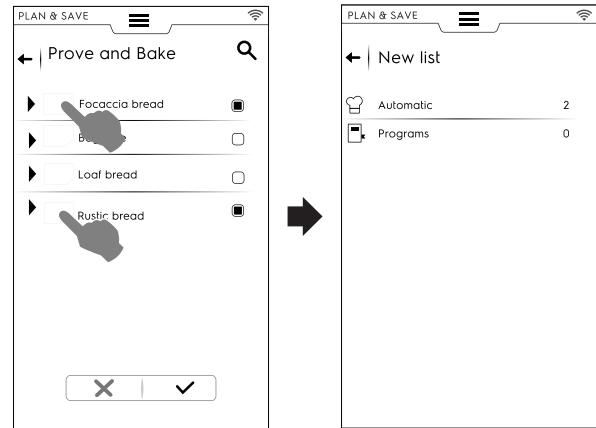 PLAN & SAVE
Prove and Bake
Focaccia bread
Loaf bread
Rustic bread
PLAN & SAVE
New list
Automatic 2
Programs 0